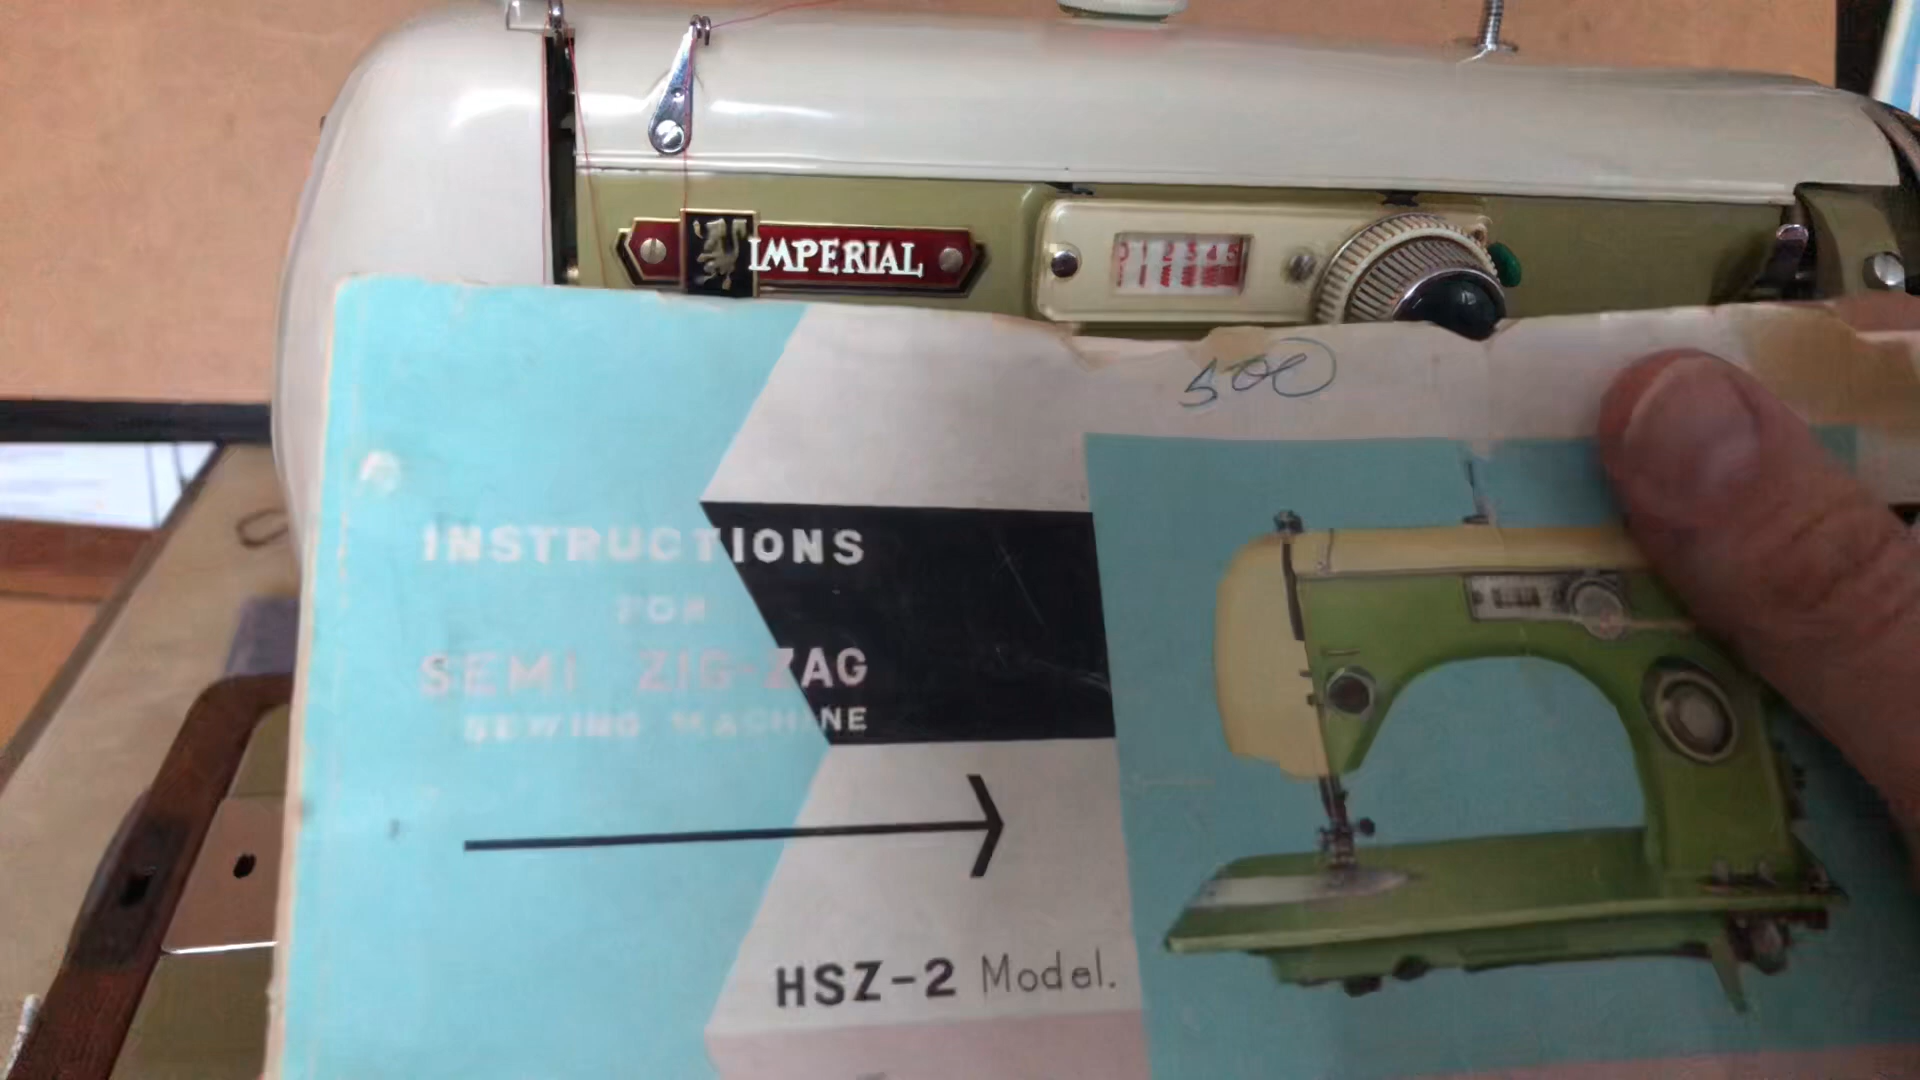 IMPERIAL
0 1 2 3 4 5
500
INSTRUCTIONS
FOR
SEMI ZIG-ZAG
SEWING MACHINE
HSZ-2 Model.